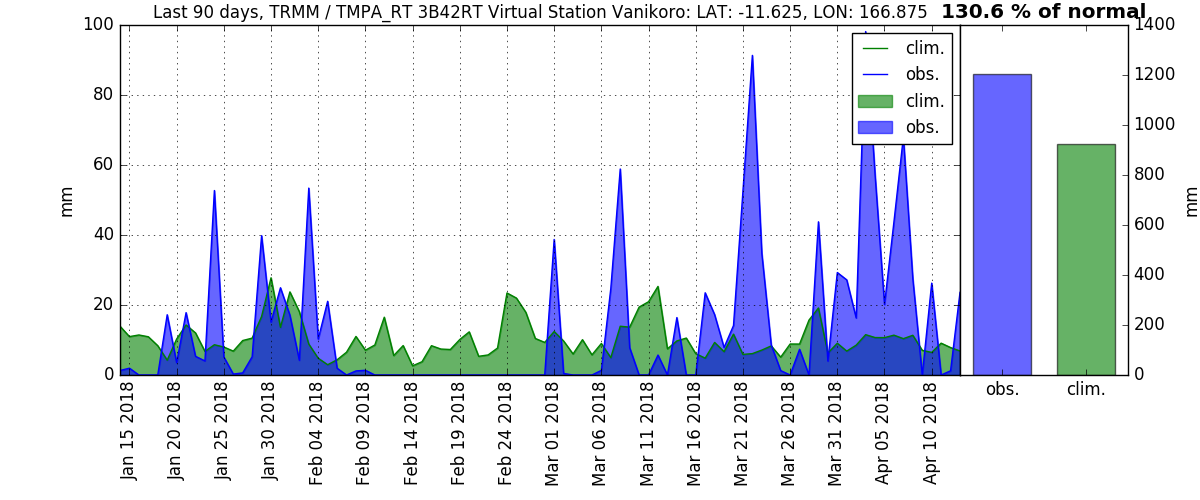 Last 90 days, TRMM / TMPA_RT 3B42RT Virtual Station Vanikoro: LAT: -11.625, LON: 166.875
130.6 % of normal
100
80
60
40
20
0
mm
clim.
obs.
clim.
obs.
1400
1200
1000
800
600
400
200
0
mm
Jan 15 2018
Jan 20 2018
Jan 25 2018
Jan 30 2018
Feb 04 2018
Feb 09 2018
Feb 14 2018
Feb 19 2018
Feb 24 2018
Mar 01 2018
Mar 06 2018
Mar 11 2018
Mar 16 2018
Mar 21 2018
Mar 26 2018
Mar 31 2018
Apr 05 2018
Apr 10 2018
obs.
clim.